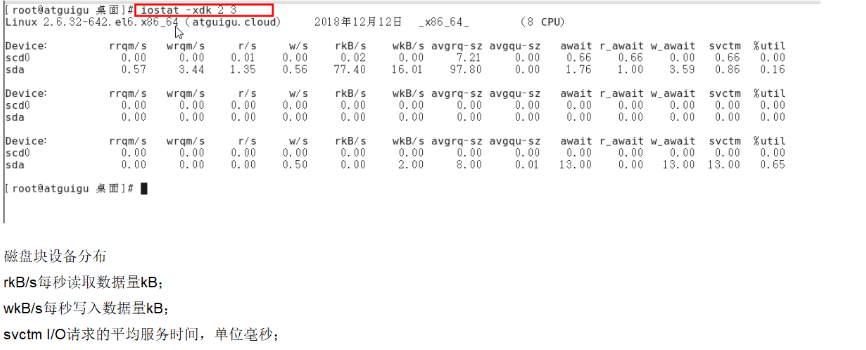 [root@atguigu 桌面]# iostat -xdk 2 3
Linux 2.6.32-642.el6.x86_64 (atguigu.cloud) 2018年12月12日 _x86_64_ (8 CPU)
Device: rrqm/s wrqm/s r/s w/s rkB/s wkB/s avgrq-sz avgqu-sz await r_await w_await svctm %util
scd0 0.00 0.00 0.01 0.00 0.02 0.00 7.21 0.00 0.66 0.66 0.00 0.66 0.00
sda 0.57 3.44 1.35 0.56 77.40 16.01 97.80 0.00 1.76 1.00 3.59 0.86 0.16
Device: rrqm/s wrqm/s r/s w/s rkB/s wkB/s avgrq-sz avgqu-sz await r_await w_await svctm %util
scd0 0.00 0.00 0.00 0.00 0.00 0.00 0.00 0.00 0.00 0.00 0.00 0.00 0.00
sda 0.00 0.00 0.00 0.00 0.00 0.00 0.00 0.00 0.00 0.00 0.00 0.00 0.00
Device: rrqm/s wrqm/s r/s w/s rkB/s wkB/s avgrq-sz avgqu-sz await r_await w_await svctm %util
scd0 0.00 0.00 0.00 0.00 0.00 0.00 0.00 0.00 0.00 0.00 0.00 0.00 0.00
sda 0.00 0.00 0.00 0.50 0.00 2.00 8.00 0.01 13.00 0.00 13.00 13.00 0.65
[root@atguigu 桌面]#
磁盘块设备分布
rkB/s每秒读取数据量kB;
wkB/s每秒写入数据量kB;
svctm I/O请求的平均服务时间，单位毫秒;